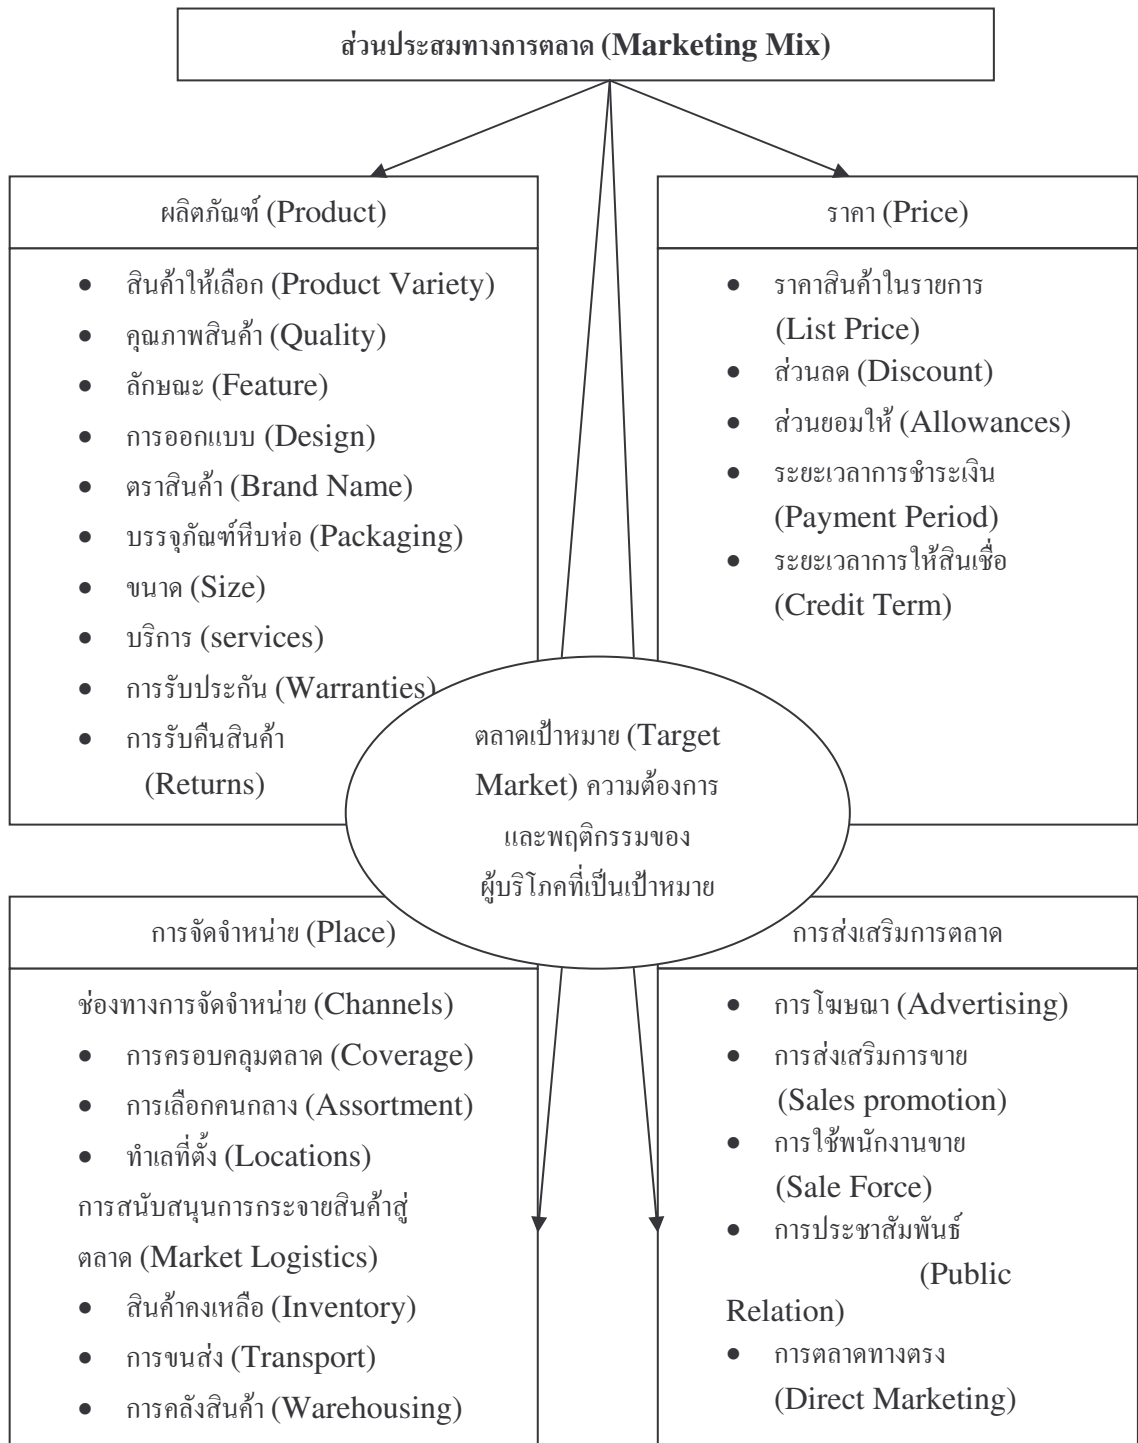 ส่วนประสมทางการตลาด (Marketing Mix)
ผลิตภัณฑ์ (Product)
• สินค้าให้เลือก (Product Variety)
• คุณภาพสินค้า (Quality)
• ลักษณะ (Feature)
• การออกแบบ (Design)
• ตราสินค้า (Brand Name)
• บรรจุภัณฑ์หีบห่อ (Packaging)
• ขนาด (Size)
• บริการ (services)
• การรับประกัน (Warranties)
• การรับคืนสินค้า
(Returns)
ราคา (Price)
• ราคาสินค้าในรายการ
(List Price)
• ส่วนลด (Discount)
• ส่วนยอมให้ (Allowances)
• ระยะเวลาการชำระเงิน
(Payment Period)
• ระยะเวลาการให้สินเชื่อ
(Credit Term)
ตลาดเป้าหมาย (Target
Market) ความต้องการ
และพฤติกรรมของ
ผู้บริโภคที่เป็นเป้าหมาย
การจัดจำหน่าย (Place)
ช่องทางการจัดจำหน่าย (Channels)
• การครอบคลุมตลาด (Coverage)
• การเลือกคนกลาง (Assortment)
• ทำเลที่ตั้ง (Locations)
การสนับสนุนการกระจายสินค้าสู่
ตลาด (Market Logistics)
• สินค้าคงเหลือ (Inventory)
• การขนส่ง (Transport)
• การคลังสินค้า (Warehousing)
การส่งเสริมการตลาด
• การโฆษณา (Advertising)
• การส่งเสริมการขาย
(Sales promotion)
• การใช้พนักงานขาย
(Sale Force)
• การประชาสัมพันธ์
(Public
Relation)
• การตลาดทางตรง
(Direct Marketing)